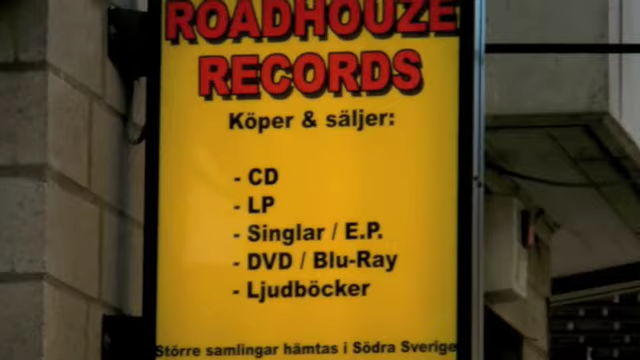 ROADHOUZE
RECORDS
Köper & säljer:
- CD
- LP
- Singlar / E.P.
- DVD / Blu-Ray
- Ljudböcker
Större samlingar hämtas i Södra Sverige